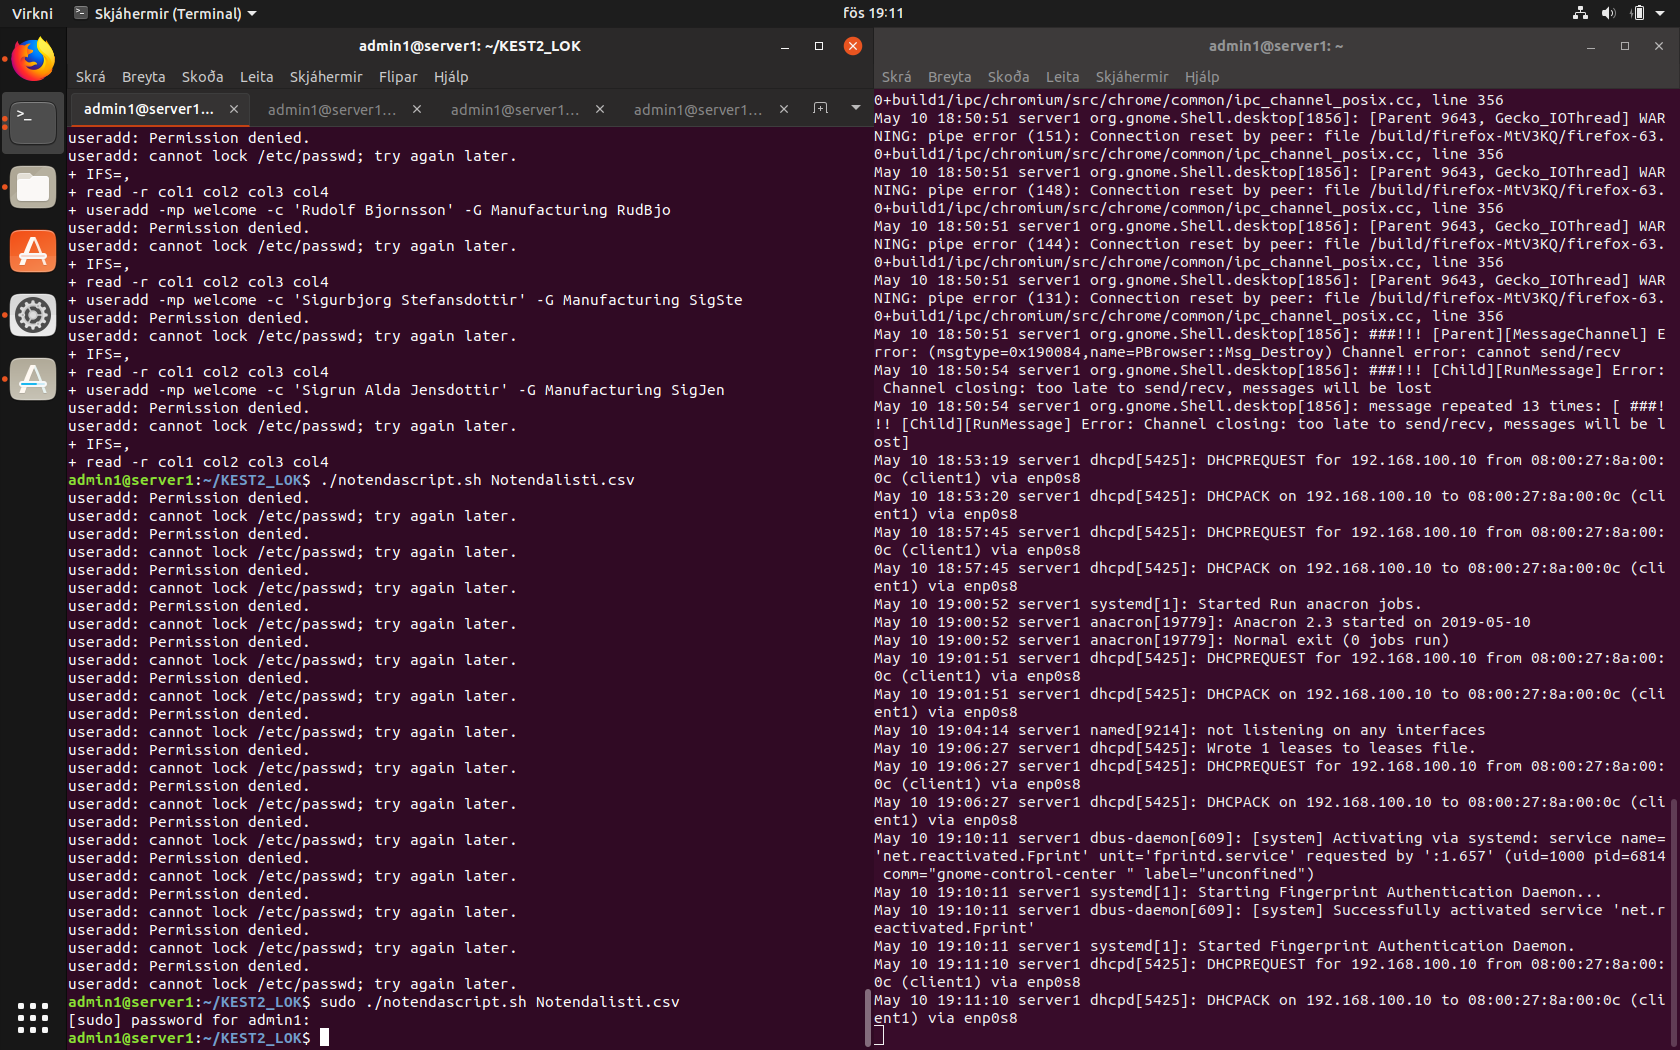 Virkni
Skjáhermir (Terminal)
fös 19:11
admin1@server1: ~/KEST2_LOK
Skrá Breyta Skoða Leita Skjáhermir Flipar Hjálp
admin1@server1... admin1@server1... admin1@server1... admin1@server1...
useradd: Permission denied.
useradd: cannot lock /etc/passwd; try again later.
+ IFS=,
+ read -r col1 col2 col3 col4
+ useradd -mp welcome -c 'Rudolf Bjornsson' -G Manufacturing RudBjo
useradd: Permission denied.
useradd: cannot lock /etc/passwd; try again later.
+ IFS=,
+ read -r col1 col2 col3 col4
+ useradd -mp welcome -c 'Sigurbjorg Stefansdottir' -G Manufacturing SigSte
useradd: Permission denied.
useradd: cannot lock /etc/passwd; try again later.
+ IFS=,
+ read -r col1 col2 col3 col4
+ useradd -mp welcome -c 'Sigrun Alda Jensdottir' -G Manufacturing SigJen
useradd: Permission denied.
useradd: cannot lock /etc/passwd; try again later.
+ IFS=,
+ read -r col1 col2 col3 col4
admin1@server1:~/KEST2_LOK$ ./notendascript.sh Notendalisti.csv
useradd: Permission denied.
useradd: cannot lock /etc/passwd; try again later.
useradd: Permission denied.
useradd: cannot lock /etc/passwd; try again later.
useradd: Permission denied.
useradd: cannot lock /etc/passwd; try again later.
useradd: Permission denied.
useradd: cannot lock /etc/passwd; try again later.
useradd: Permission denied.
useradd: cannot lock /etc/passwd; try again later.
useradd: Permission denied.
useradd: cannot lock /etc/passwd; try again later.
useradd: Permission denied.
useradd: cannot lock /etc/passwd; try again later.
useradd: Permission denied.
useradd: cannot lock /etc/passwd; try again later.
useradd: Permission denied.
useradd: cannot lock /etc/passwd; try again later.
useradd: Permission denied.
useradd: cannot lock /etc/passwd; try again later.
useradd: Permission denied.
useradd: cannot lock /etc/passwd; try again later.
useradd: Permission denied.
useradd: cannot lock /etc/passwd; try again later.
useradd: Permission denied.
useradd: cannot lock /etc/passwd; try again later.
useradd: Permission denied.
useradd: cannot lock /etc/passwd; try again later.
admin1@server1:~/KEST2_LOK$ sudo ./notendascript.sh Notendalisti.csv
[sudo] password for admin1:
admin1@server1:~/KEST2_LOK$
admin1@server1: ~
Skrá Breyta Skoða Leita Skjáhermir Hjálp
0+build1/ipc/chromium/src/chrome/common/ipc_channel_posix.cc, line 356
May 10 18:50:51 server1 org.gnome.Shell.desktop[1856]: [Parent 9643, Gecko_IOThread] WAR
NING: pipe error (151): Connection reset by peer: file /build/firefox-MtV3KQ/firefox-63.
0+build1/ipc/chromium/src/chrome/common/ipc_channel_posix.cc, line 356
May 10 18:50:51 server1 org.gnome.Shell.desktop[1856]: [Parent 9643, Gecko_IOThread] WAR
NING: pipe error (148): Connection reset by peer: file /build/firefox-MtV3KQ/firefox-63.
0+build1/ipc/chromium/src/chrome/common/ipc_channel_posix.cc, line 356
May 10 18:50:51 server1 org.gnome.Shell.desktop[1856]: [Parent 9643, Gecko_IOThread] WAR
NING: pipe error (144): Connection reset by peer: file /build/firefox-MtV3KQ/firefox-63.
0+build1/ipc/chromium/src/chrome/common/ipc_channel_posix.cc, line 356
May 10 18:50:51 server1 org.gnome.Shell.desktop[1856]: [Parent 9643, Gecko_IOThread] WAR
NING: pipe error (131): Connection reset by peer: file /build/firefox-MtV3KQ/firefox-63.
0+build1/ipc/chromium/src/chrome/common/ipc_channel_posix.cc, line 356
May 10 18:50:51 server1 org.gnome.Shell.desktop[1856]: ###!!! [Parent][MessageChannel] E
rror: (msgtype=0x190084,name=PBrowser::Msg_Destroy) Channel error: cannot send/recv
May 10 18:50:54 server1 org.gnome.Shell.desktop[1856]: ###!!! [Child][RunMessage] Error:
 Channel closing: too late to send/recv, messages will be lost
May 10 18:50:54 server1 org.gnome.Shell.desktop[1856]: message repeated 13 times: [ ###!
!! [Child][RunMessage] Error: Channel closing: too late to send/recv, messages will be l
ost]
May 10 18:53:19 server1 dhcpd[5425]: DHCPREQUEST for 192.168.100.10 from 08:00:27:8a:00:
0c (client1) via enp0s8
May 10 18:53:20 server1 dhcpd[5425]: DHCPACK on 192.168.100.10 to 08:00:27:8a:00:0c (cli
ent1) via enp0s8
May 10 18:57:45 server1 dhcpd[5425]: DHCPREQUEST for 192.168.100.10 from 08:00:27:8a:00:
0c (client1) via enp0s8
May 10 18:57:45 server1 dhcpd[5425]: DHCPACK on 192.168.100.10 to 08:00:27:8a:00:0c (cli
ent1) via enp0s8
May 10 19:00:52 server1 systemd[1]: Started Run anacron jobs.
May 10 19:00:52 server1 anacron[19779]: Anacron 2.3 started on 2019-05-10
May 10 19:00:52 server1 anacron[19779]: Normal exit (0 jobs run)
May 10 19:01:51 server1 dhcpd[5425]: DHCPREQUEST for 192.168.100.10 from 08:00:27:8a:00:
0c (client1) via enp0s8
May 10 19:01:51 server1 dhcpd[5425]: DHCPACK on 192.168.100.10 to 08:00:27:8a:00:0c (cli
ent1) via enp0s8
May 10 19:04:14 server1 named[9214]: not listening on any interfaces
May 10 19:06:27 server1 dhcpd[5425]: Wrote 1 leases to leases file.
May 10 19:06:27 server1 dhcpd[5425]: DHCPREQUEST for 192.168.100.10 from 08:00:27:8a:00:
0c (client1) via enp0s8
May 10 19:06:27 server1 dhcpd[5425]: DHCPACK on 192.168.100.10 to 08:00:27:8a:00:0c (cli
ent1) via enp0s8
May 10 19:10:11 server1 dbus-daemon[609]: [system] Activating via systemd: service name=
'net.reactivated.Fprint' unit='fprintd.service' requested by ':1.657' (uid=1000 pid=6814
 comm="gnome-control-center " label="unconfined")
May 10 19:10:11 server1 systemd[1]: Starting Fingerprint Authentication Daemon...
May 10 19:10:11 server1 dbus-daemon[609]: [system] Successfully activated service 'net.r
eactivated.Fprint'
May 10 19:10:11 server1 systemd[1]: Started Fingerprint Authentication Daemon.
May 10 19:11:10 server1 dhcpd[5425]: DHCPREQUEST for 192.168.100.10 from 08:00:27:8a:00:
0c (client1) via enp0s8
May 10 19:11:10 server1 dhcpd[5425]: DHCPACK on 192.168.100.10 to 08:00:27:8a:00:0c (cli
ent1) via enp0s8